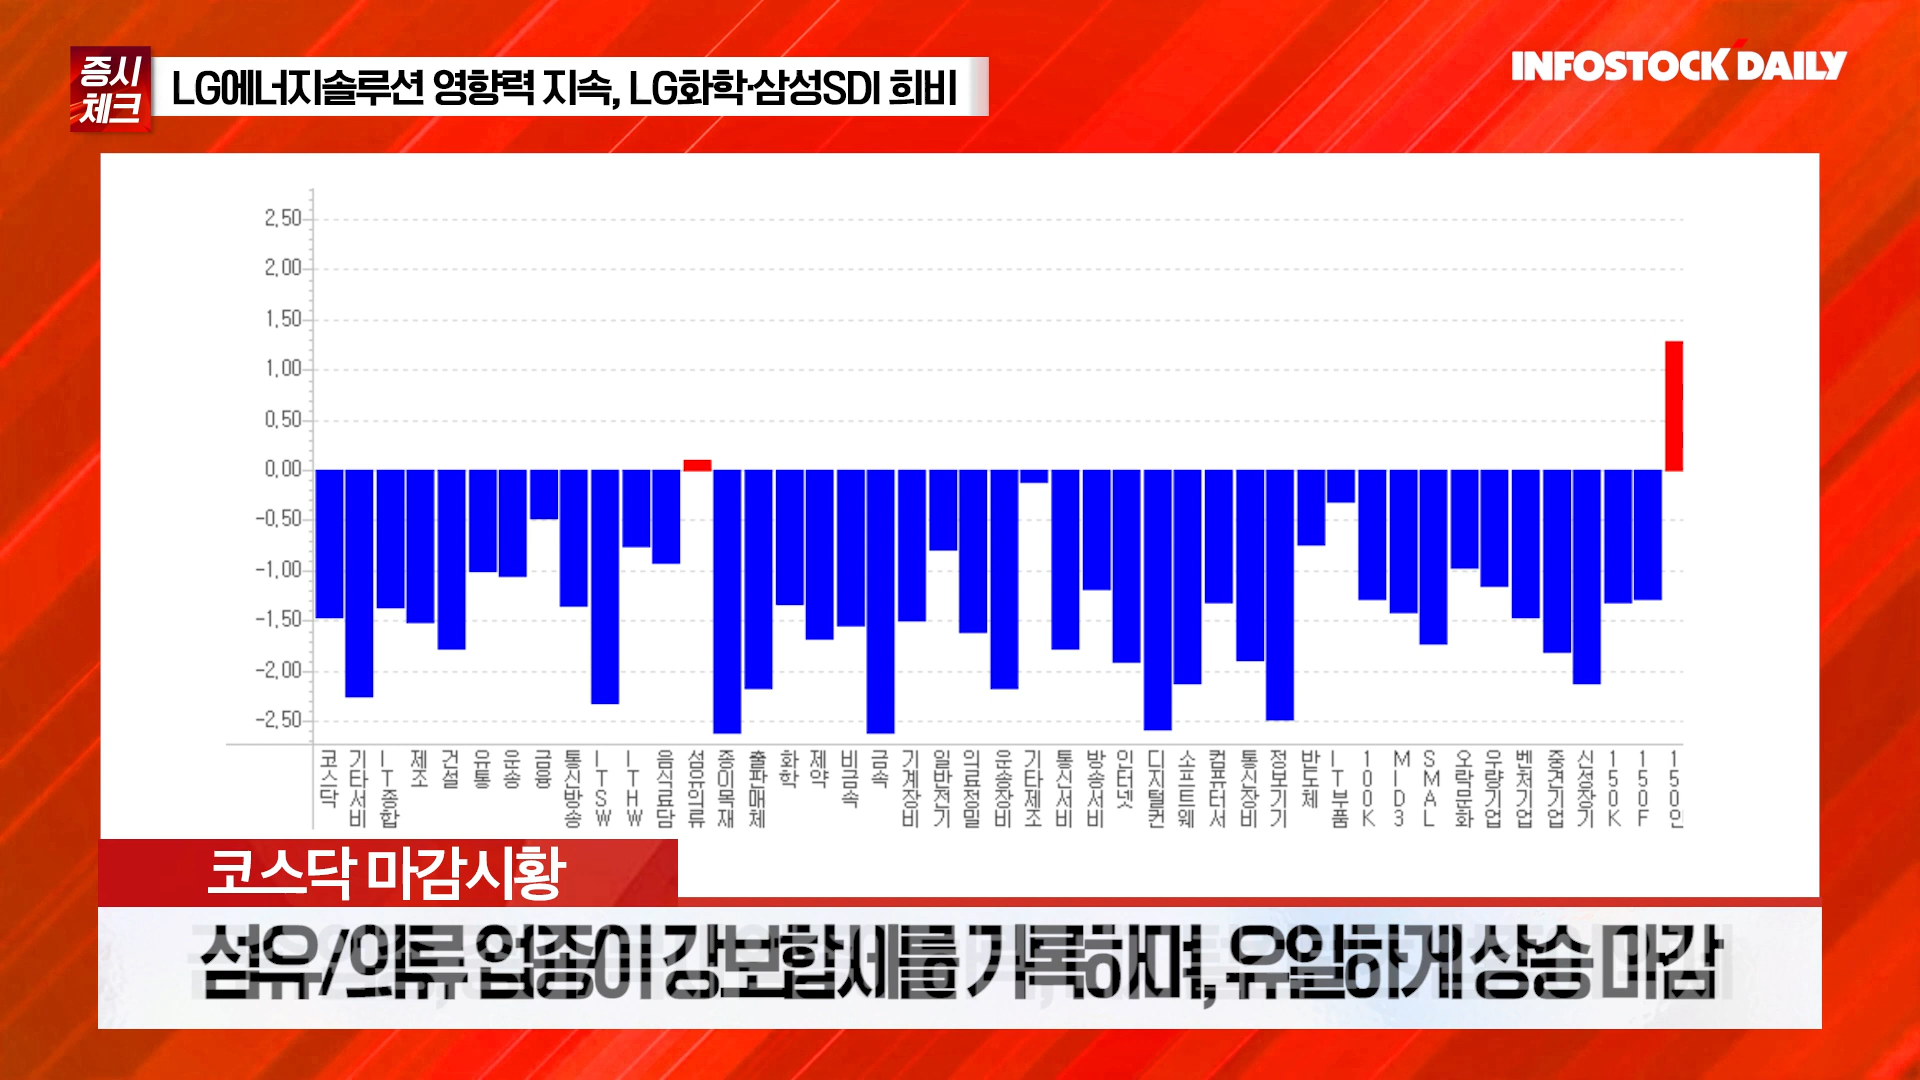 증시
체크
LG에너지솔루션 영향력 지속, LG화학·삼성SDI 희비
INFOSTOCK DAILY
2,50
2,00
1,50
1,00
0,50
0,00
-0,50
-1,00
-1,50
-2,00
-2,50
코스닥 기타서비 IT종합 제조 건설 유통 운송 금융 통신방송 ITSW ITHW 음식료담 섬유의류 종이목재 출판매체 화학 제약 비금속 금속 기계장비 일반전기 의료정밀 운송장비 기타제조 통신서비 방송서비 인터넷 디지털컨 소프트웨 컴퓨터서 통신장비 정보기기 반도체 IT부품 100K MID3 SMAL 오락문화 우량기업 벤처기업 중견기업 신성장기 150K 150F 150인
코스닥 마감시황
섬유/의류 업종이 강보합세를 기록하며, 유일하게 상승 마감